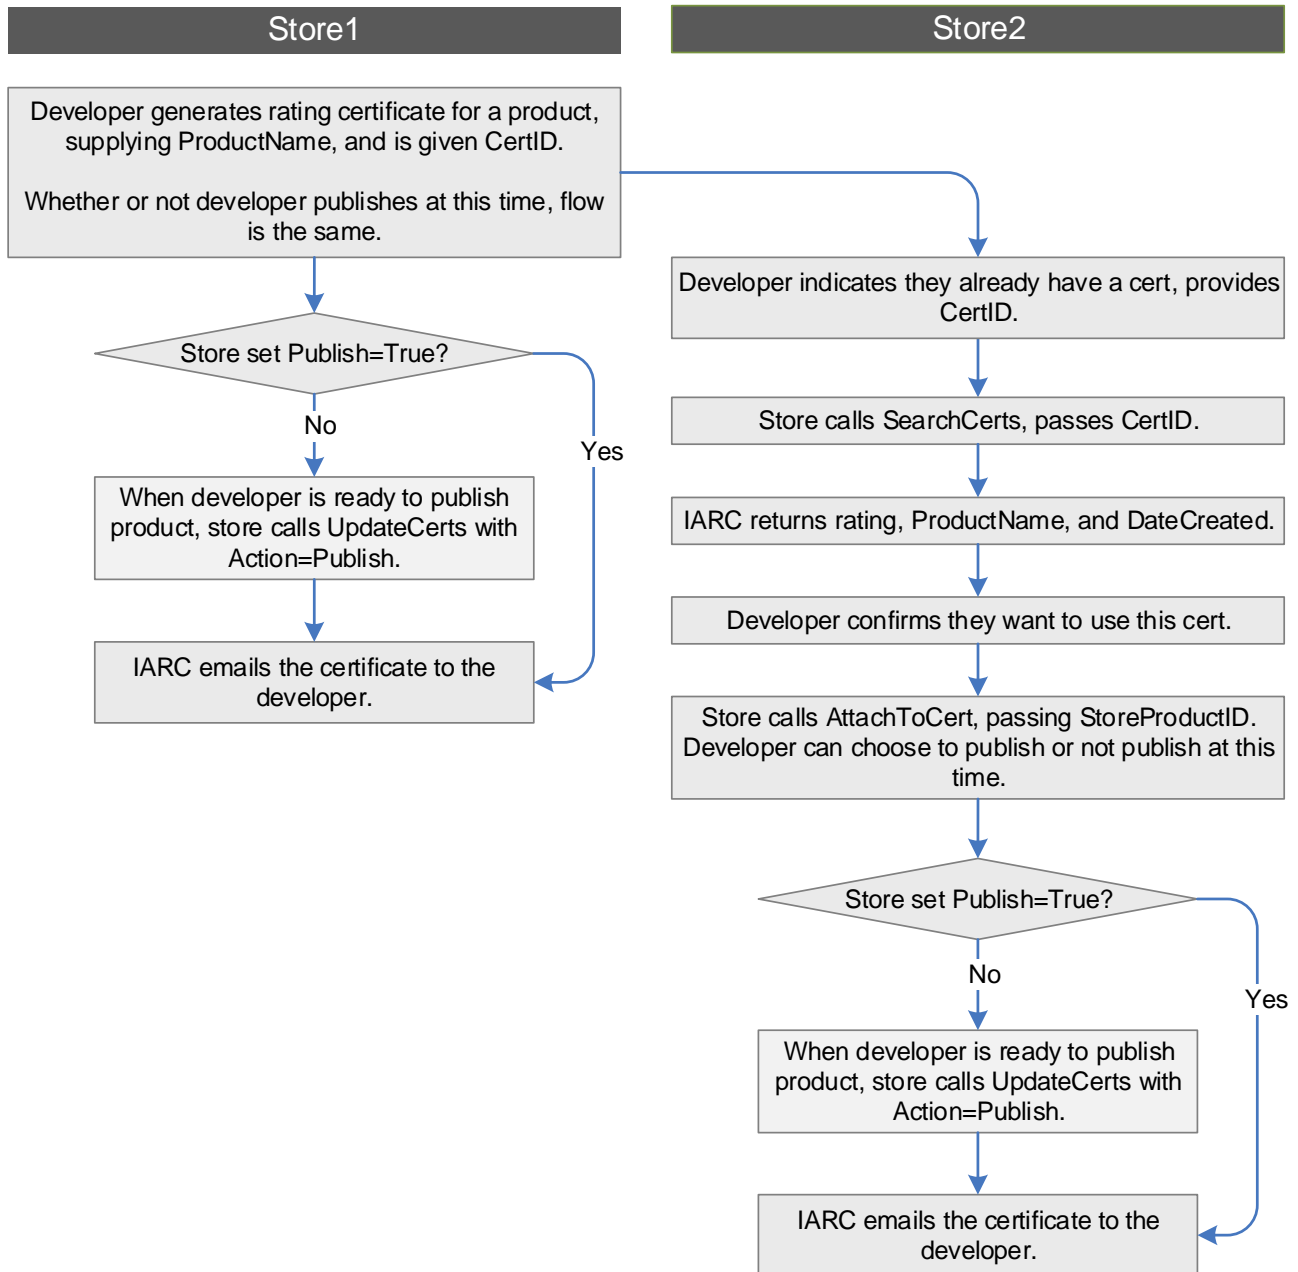 Store1
Developer generates rating certificate for a product,
supplying ProductName, and is given CertID.
Whether or not developer publishes at this time, flow
is the same.
Store set Publish=True?
No
Yes
When developer is ready to publish
product, store calls UpdateCerts with
Action=Publish.
IARC emails the certificate to the
developer.
Store2
Developer indicates they already have a cert, provides
CertID.
Store calls SearchCerts, passes CertID.
IARC returns rating, ProductName, and DateCreated.
Developer confirms they want to use this cert.
Store calls AttachToCert, passing StoreProductID.
Developer can choose to publish or not publish at this
time.
Store set Publish=True?
No
Yes
When developer is ready to publish
product, store calls UpdateCerts with
Action=Publish.
IARC emails the certificate to the
developer.